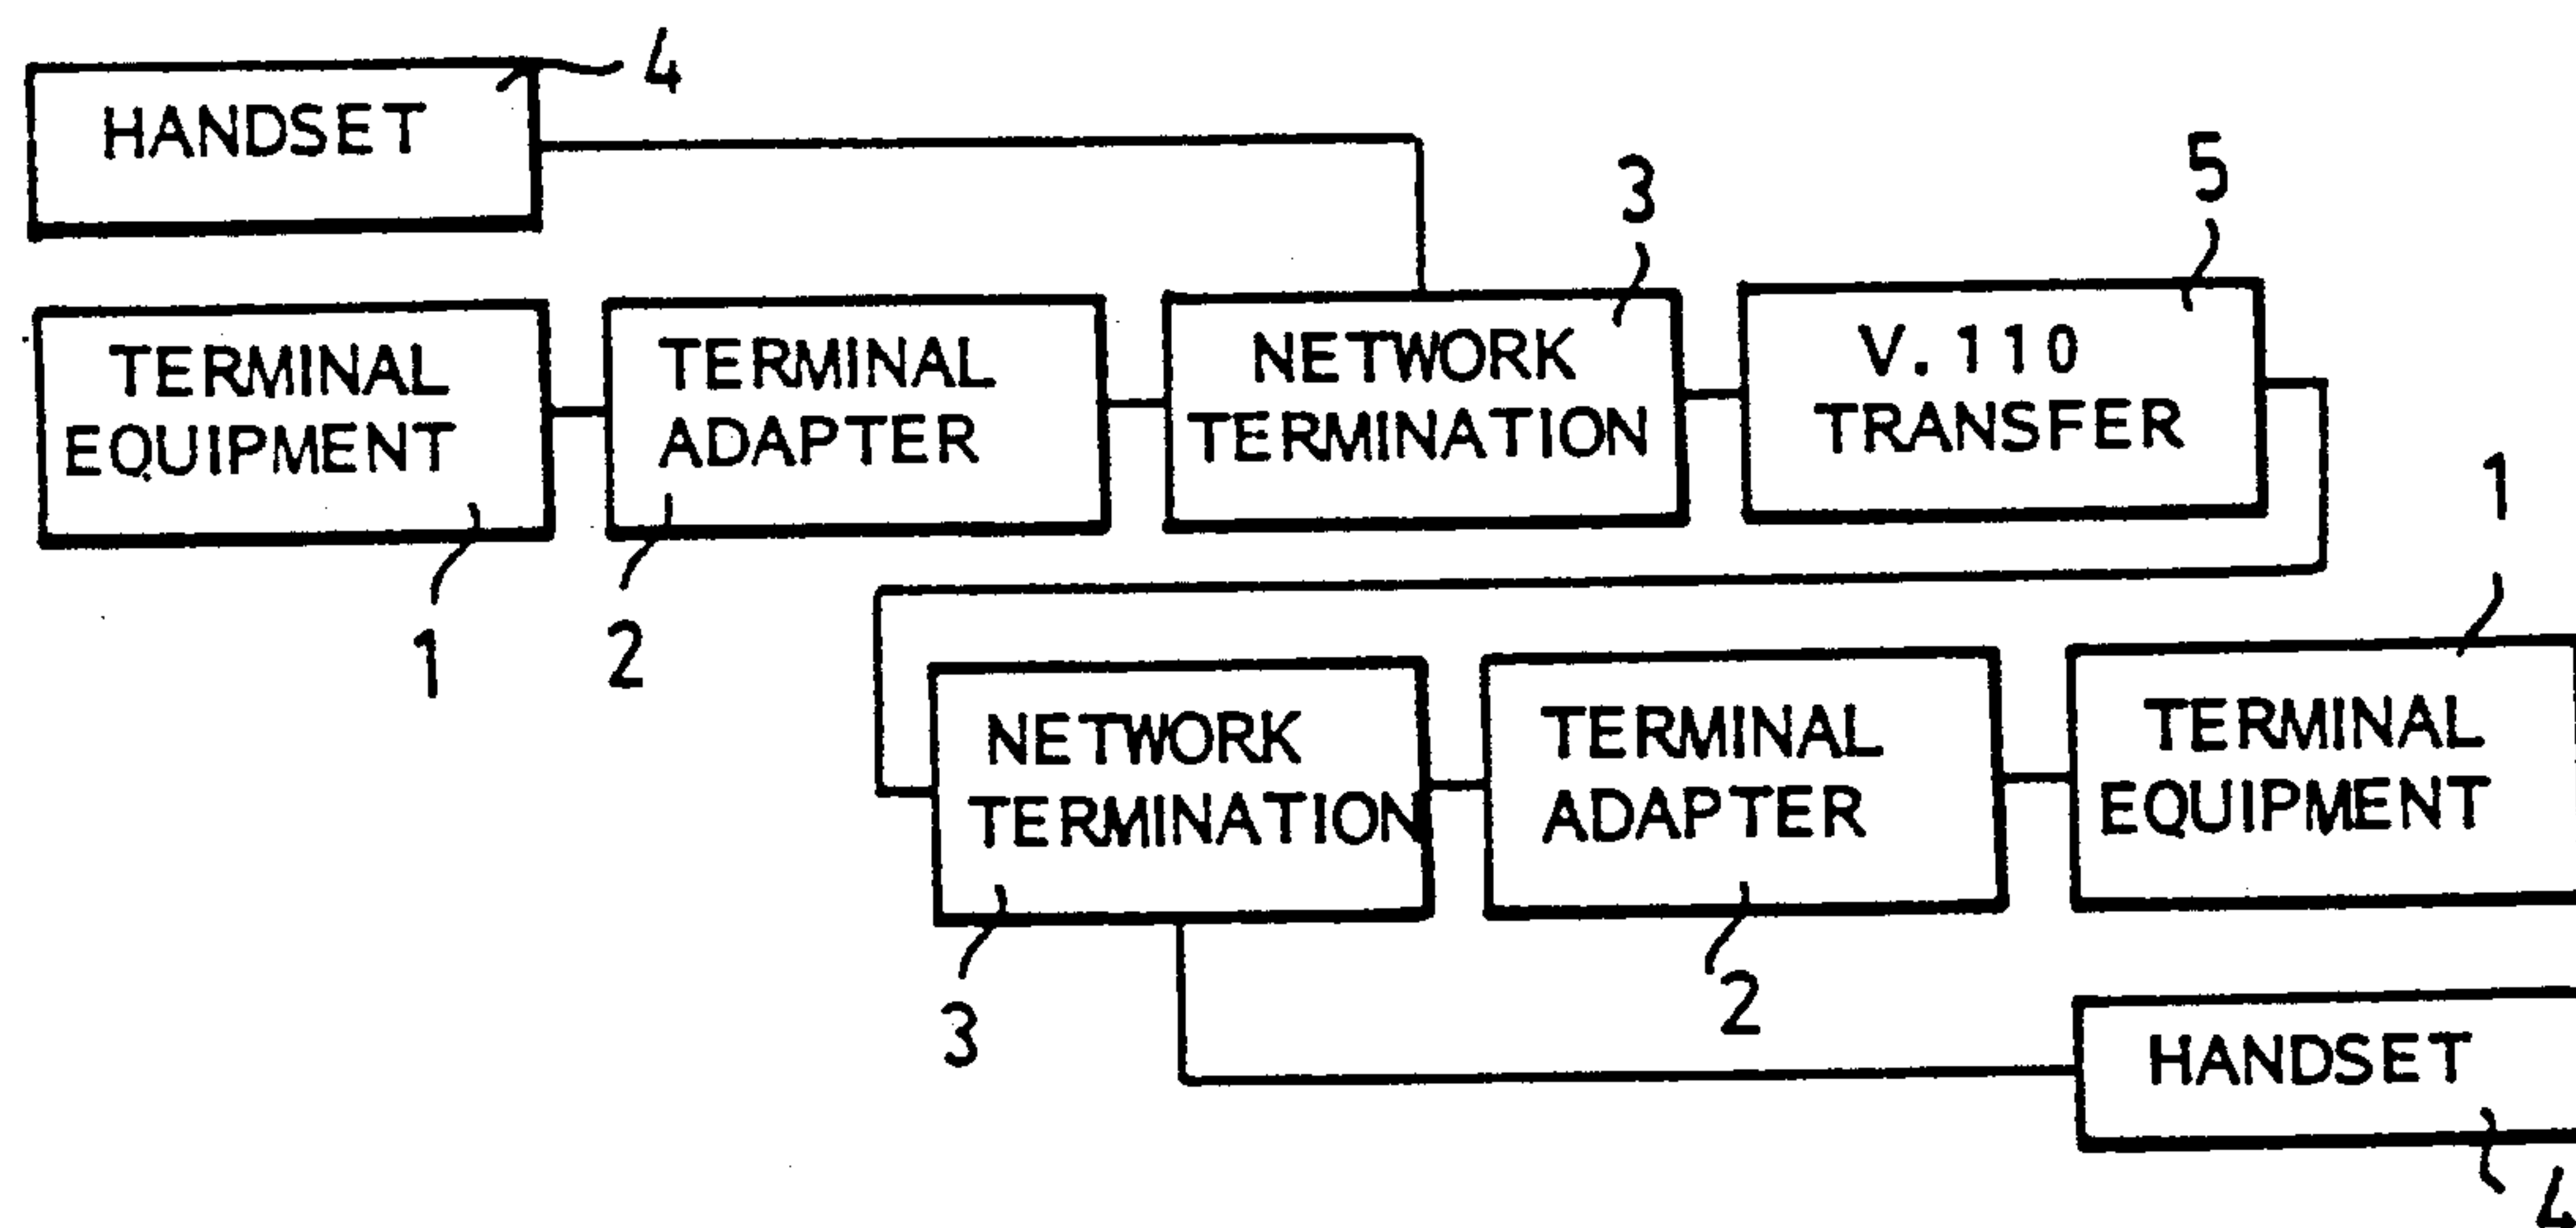 4
HANDSET
3
5
TERMINAL
EQUIPMENT
TERMINAL
ADAPTER
NETWORK
TERMINATION
V.110
TRANSFER
1
1
2
NETWORK
TERMINATION
TERMINAL
ADAPTER
TERMINAL
EQUIPMENT
3
2
HANDSET
4